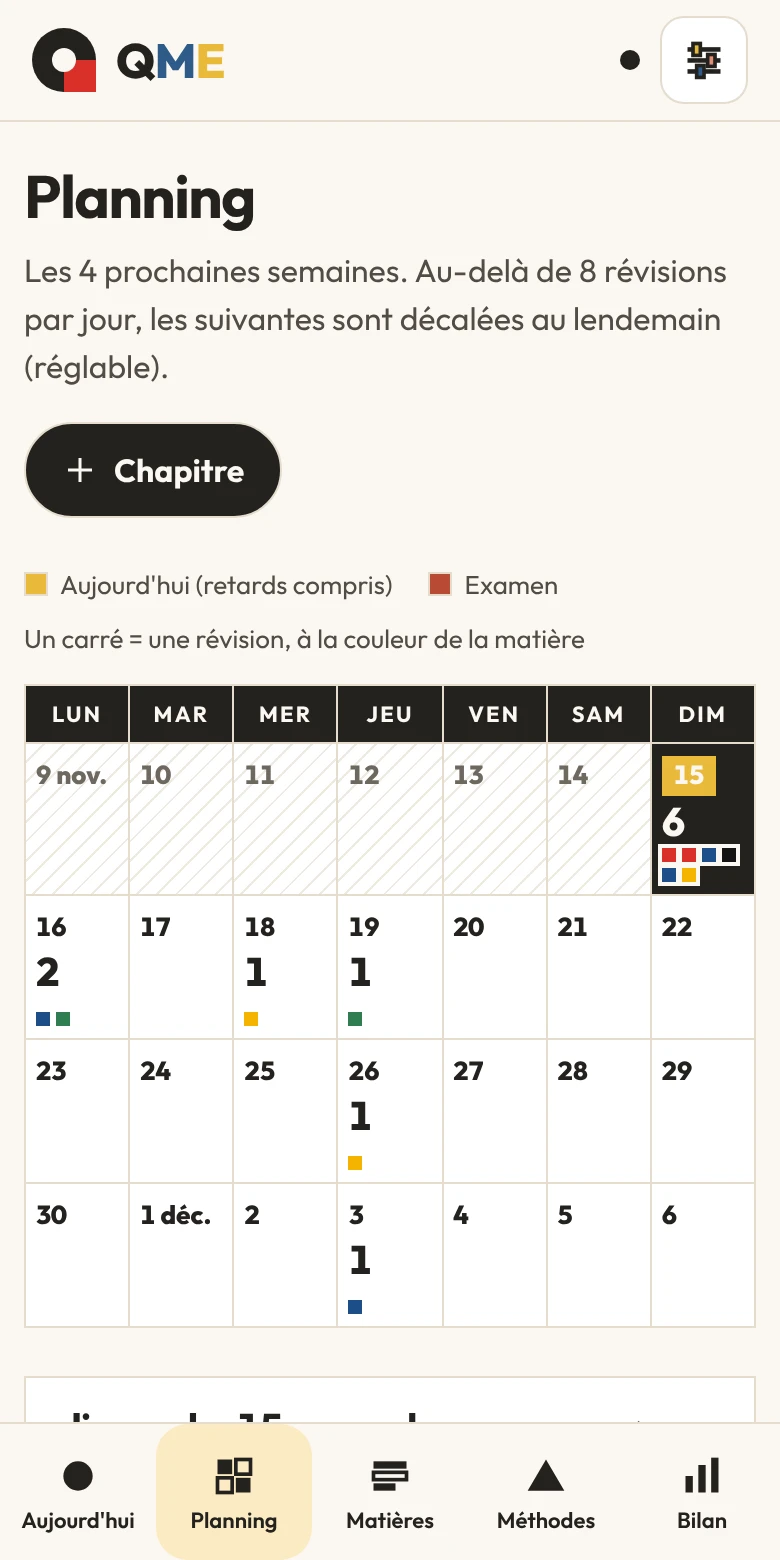 QME
Planning
Les 4 prochaines semaines. Au-delà de 8 révisions
par jour, les suivantes sont décalées au lendemain
(réglable).
+ Chapitre
Aujourd'hui (retards compris) Examen
Un carré = une révision, à la couleur de la matière
LUN MAR MER JEU VEN SAM DIM
9 nov. 10 11 12 13 14 15
6
16 17 18 19 20 21 22
2 1 1
23 24 25 26 27 28 29
1
30 1 déc. 2 3 4 5 6
1
Aujourd'hui Planning Matières Méthodes Bilan